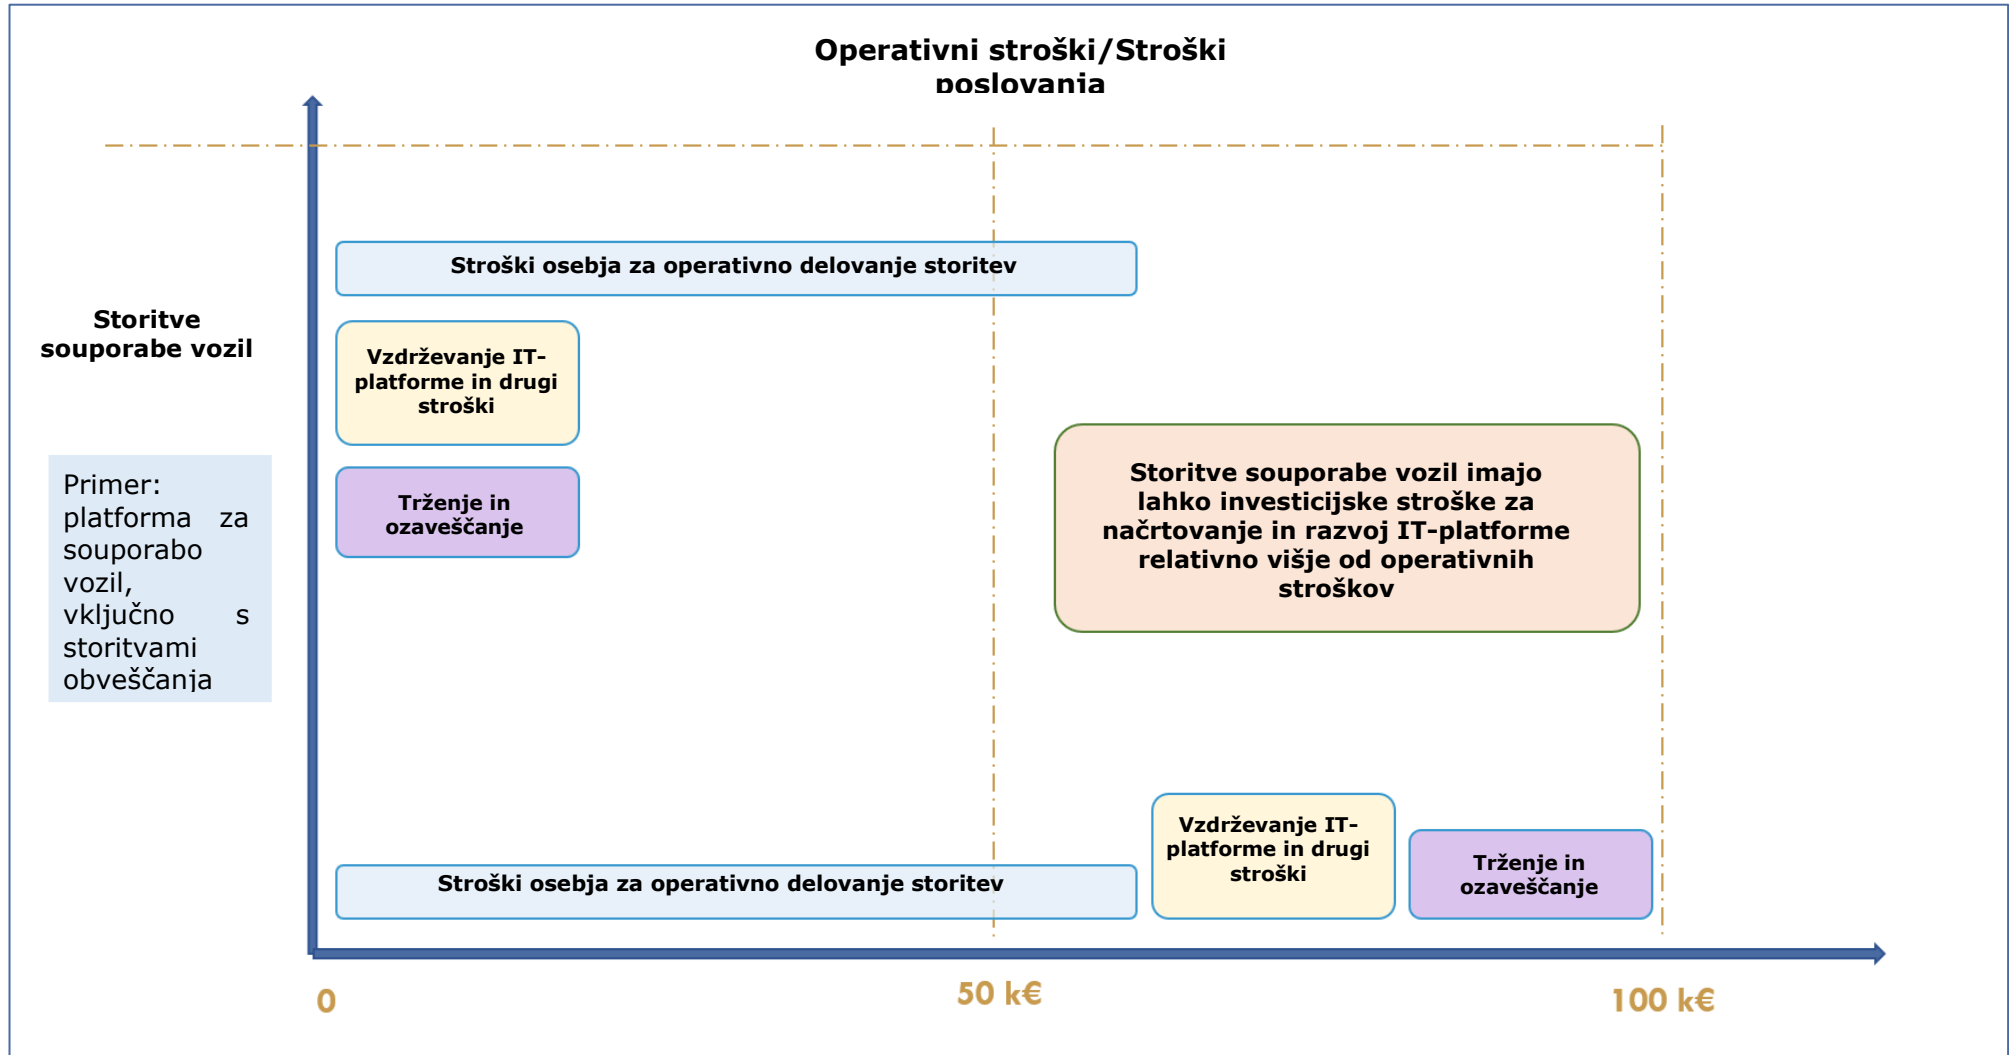 Operativni stroški/Stroški
poslovanja
Stroški osebja za operativno delovanje storitev
Storitve
souporabe vozil
Vzdrževanje IT-
platforme in drugi
stroški
Primer:
platforma za
souporabo
vozil,
vključno s
storitvami
obveščanja
Trženje in
ozaveščanje
Storitve souporabe vozil imajo
lahko investicijske stroške za
načrtovanje in razvoj IT-platforme
relativno višje od operativnih
stroškov
Stroški osebja za operativno delovanje storitev
Vzdrževanje IT-
platforme in drugi
stroški
Trženje in
ozaveščanje
0
50 k€
100 k€